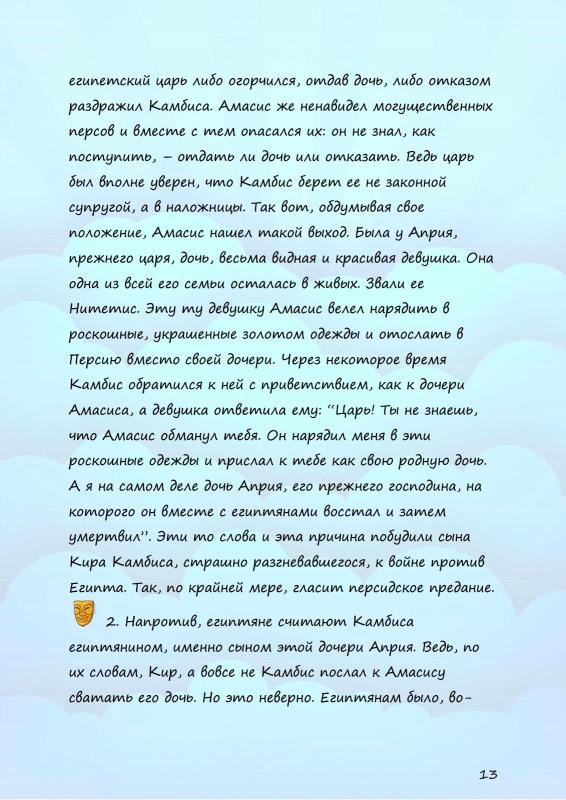 египетский царь либо огорчился, отдав дочь, либо отказом
раздражил Камбиса. Амасис же ненавидел могущественных
персов и вместе с тем опасался их: он не знал, как
поступить, – отдать ли дочь или отказать. Ведь царь
был вполне уверен, что Камбис берет ее не законной
супругой, а в наложницы. Так вот, обдумывая свое
положение, Амасис нашел такой выход. Была у Априя,
прежнего царя, дочь, весьма видная и красивая девушка. Она
одна из всей его семьи осталась в живых. Звали ее
Нитетис. Эту ту девушку Амасис велел нарядить в
роскошные, украшенные золотом одежды и отослать в
Персию вместо своей дочери. Через некоторое время
Камбис обратился к ней с приветствием, как к дочери
Амасиса, а девушка ответила ему: “Царь! Ты не знаешь,
что Амасис обманул тебя. Он нарядил меня в эти
роскошные одежды и прислал к тебе как свою родную дочь.
А я на самом деле дочь Априя, его прежнего господина, на
которого он вместе с египтянами восстал и затем
умертвил”. Эти то слова и эта причина побудили сына
Кира Камбиса, страшно разгневавшегося, к войне против
Египта. Так, по крайней мере, гласит персидское предание.
2. Напротив, египтяне считают Камбиса
египтянином, именно сыном этой дочери Априя. Ведь, по
их словам, Кир, а вовсе не Камбис послал к Амасису
сватать его дочь. Но это неверно. Египтянам было, во-
13